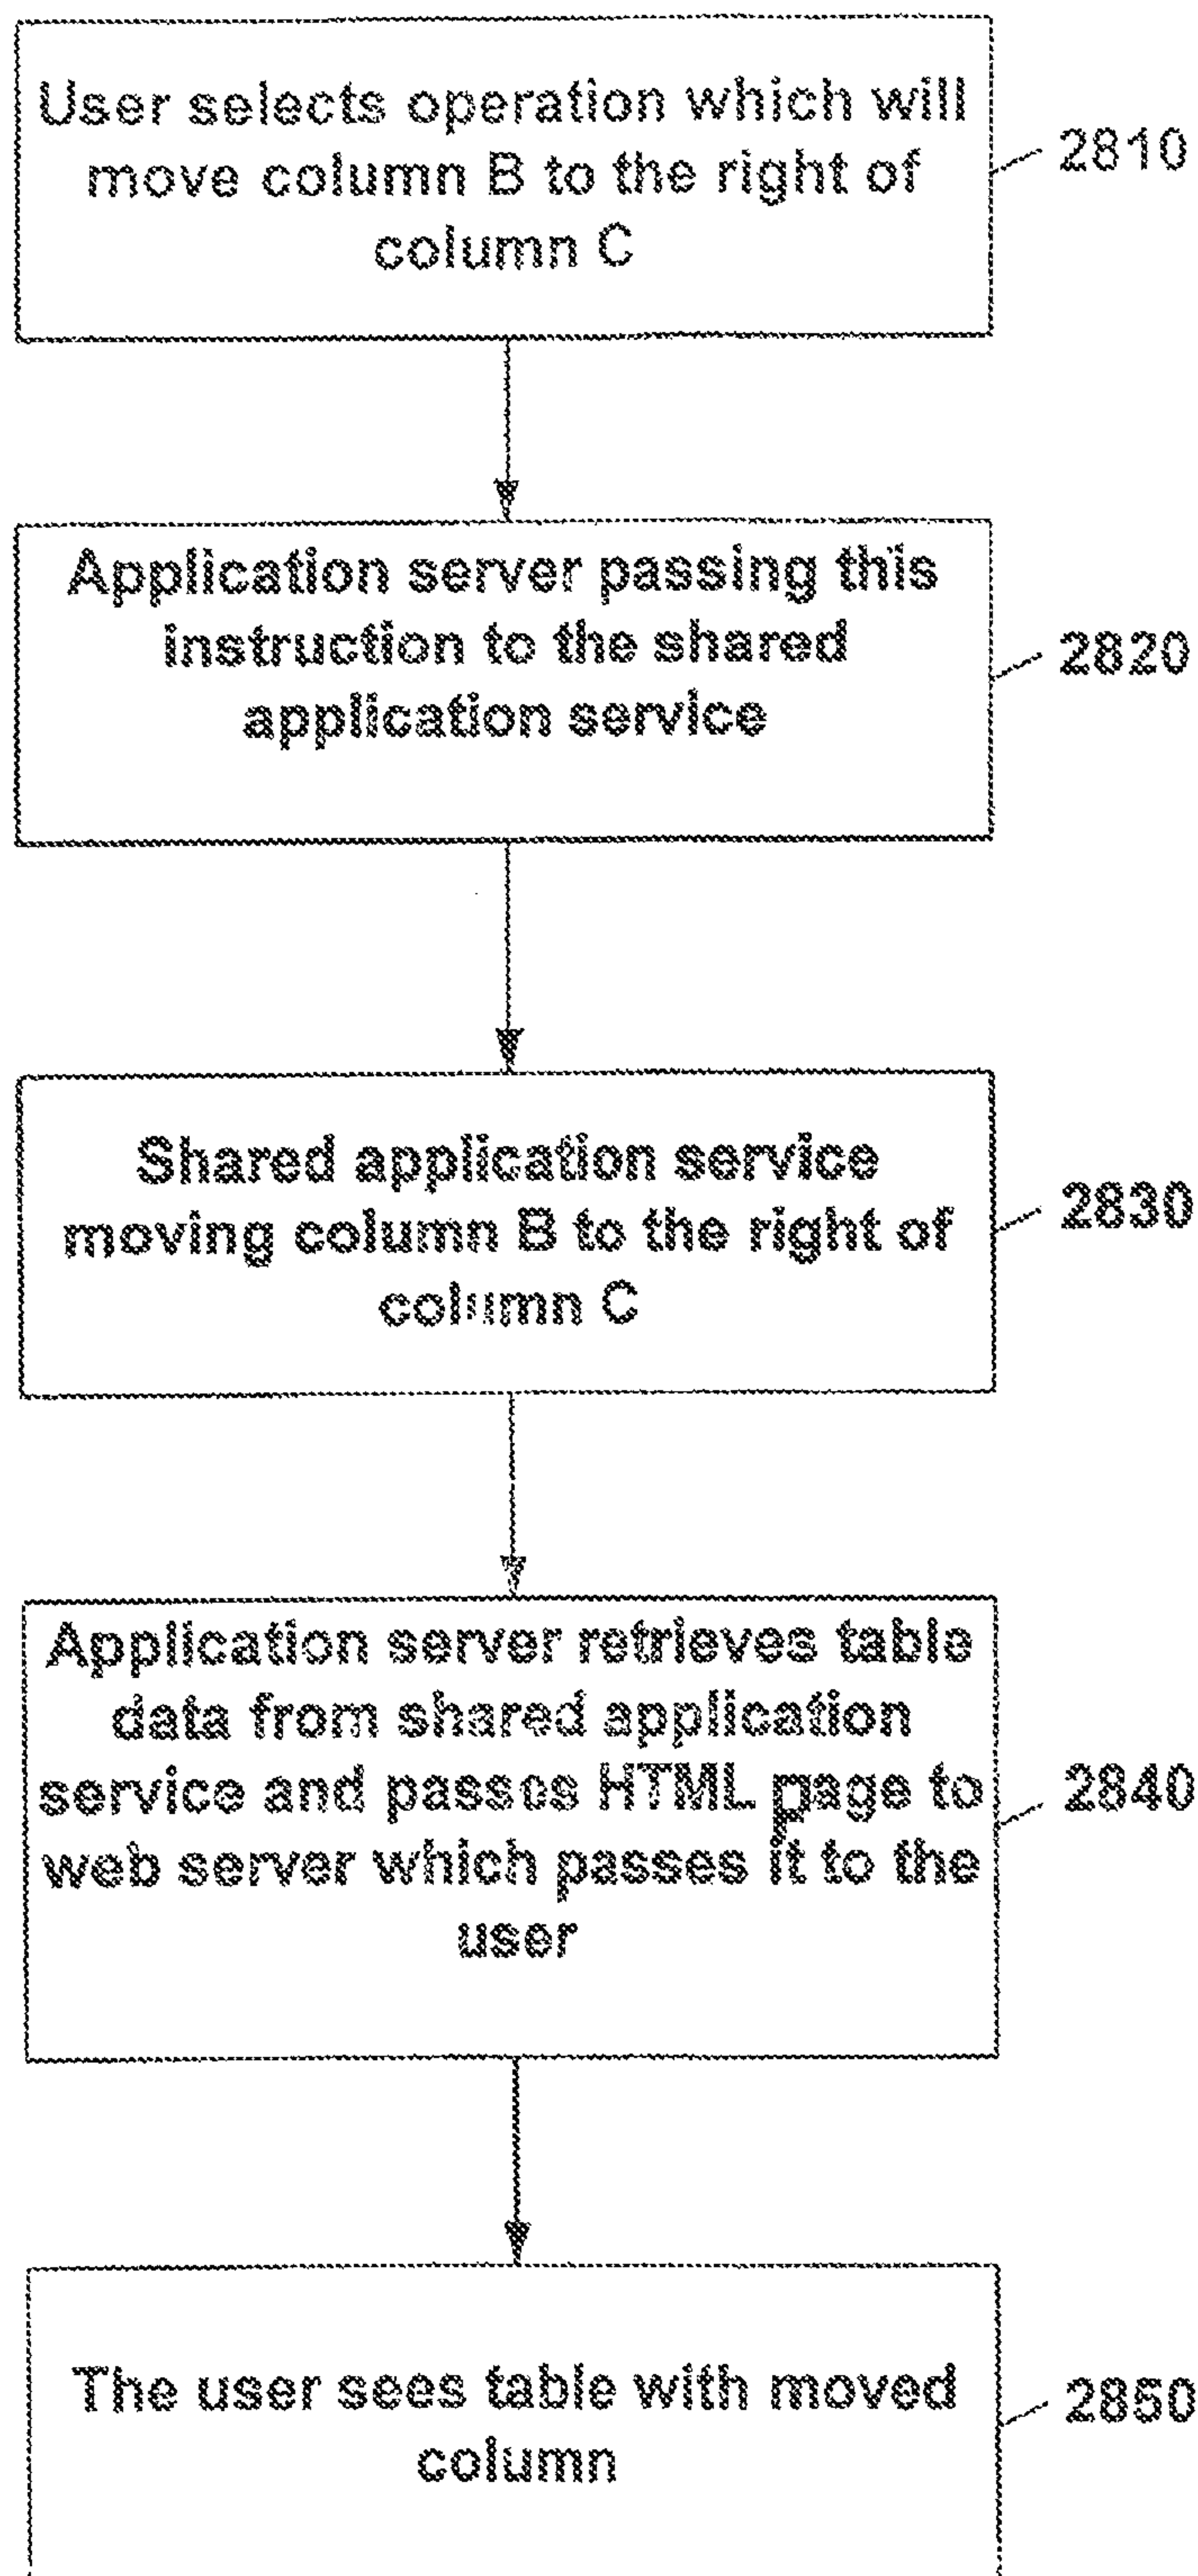 User selects operation which will
move column B to the right of
column C
2810
Application server passing this
instruction to the shared
application service
2820
Shared application service
moving column B to the right of
column C
2830
Application server retrieves table
data from shared application
service and passes HTML page to
web server which passes it to the
user
2840
The user sees table with moved
column
2850